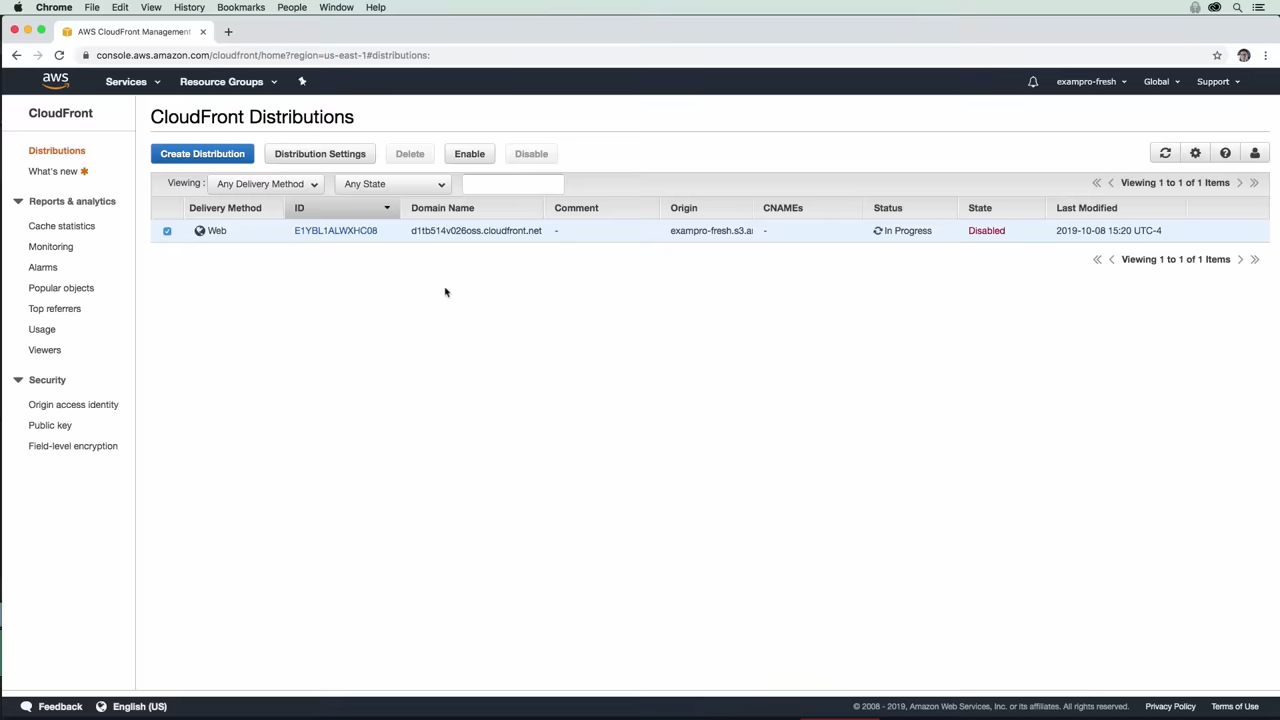 Chrome File Edit View History Bookmarks People Window Help
AWS CloudFront Management
console.aws.amazon.com/cloudfront/home?region=us-east-1#distributions:
aws Services Resource Groups exampro-fresh Global Support
CloudFront
Distributions
What's new
Reports & analytics
Cache statistics
Monitoring
Alarms
Popular objects
Top referrers
Usage
Viewers
Security
Origin access identity
Public key
Field-level encryption
CloudFront Distributions
Create Distribution Distribution Settings Delete Enable Disable
Viewing : Any Delivery Method Any State Viewing 1 to 1 of 1 Items
Delivery Method ID Domain Name Comment Origin CNAMEs Status State Last Modified
Web E1YBL1ALWXHC08 d1tb514v026oss.cloudfront.net - exampro-fresh.s3.ar - In Progress Disabled 2019-10-08 15:20 UTC-4
Viewing 1 to 1 of 1 Items
Feedback English (US) © 2008 - 2019, Amazon Web Services, Inc. or its affiliates. All rights reserved. Privacy Policy Terms of Use